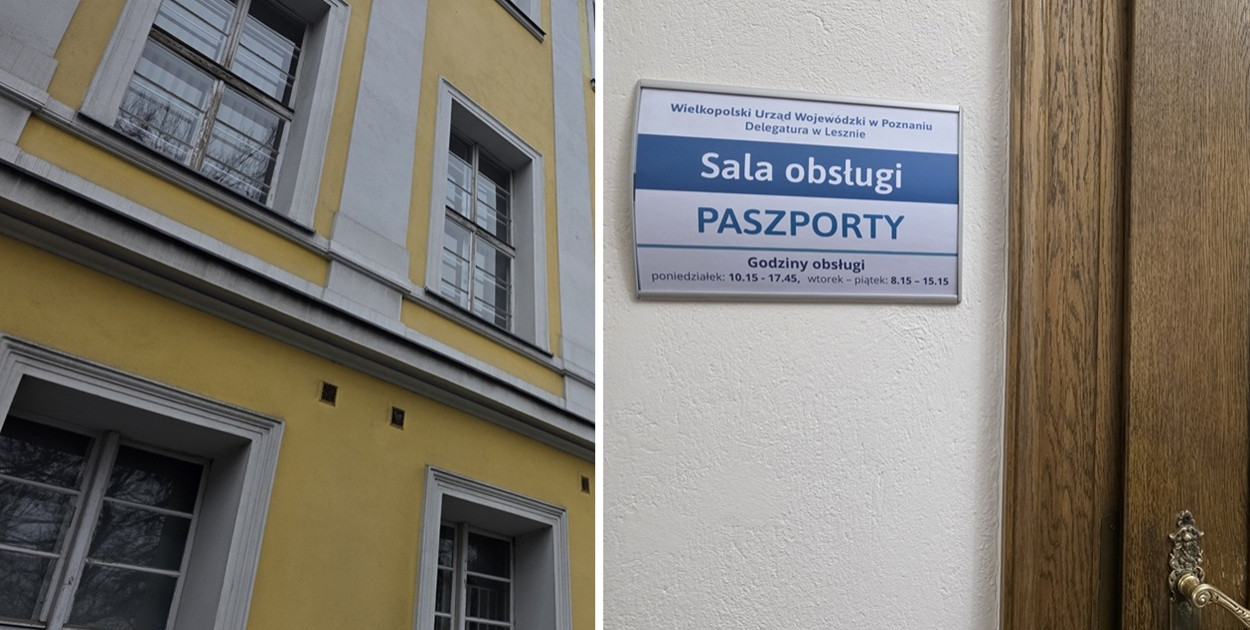 Wielkopolski Urząd Wojewódzki w Poznaniu
Delegatura w Lesznie
Sala obsługi
PASZPORTY
Godziny obsługi
poniedziałek: 10.15 - 17.45, wtorek – piątek: 8.15 – 15.15